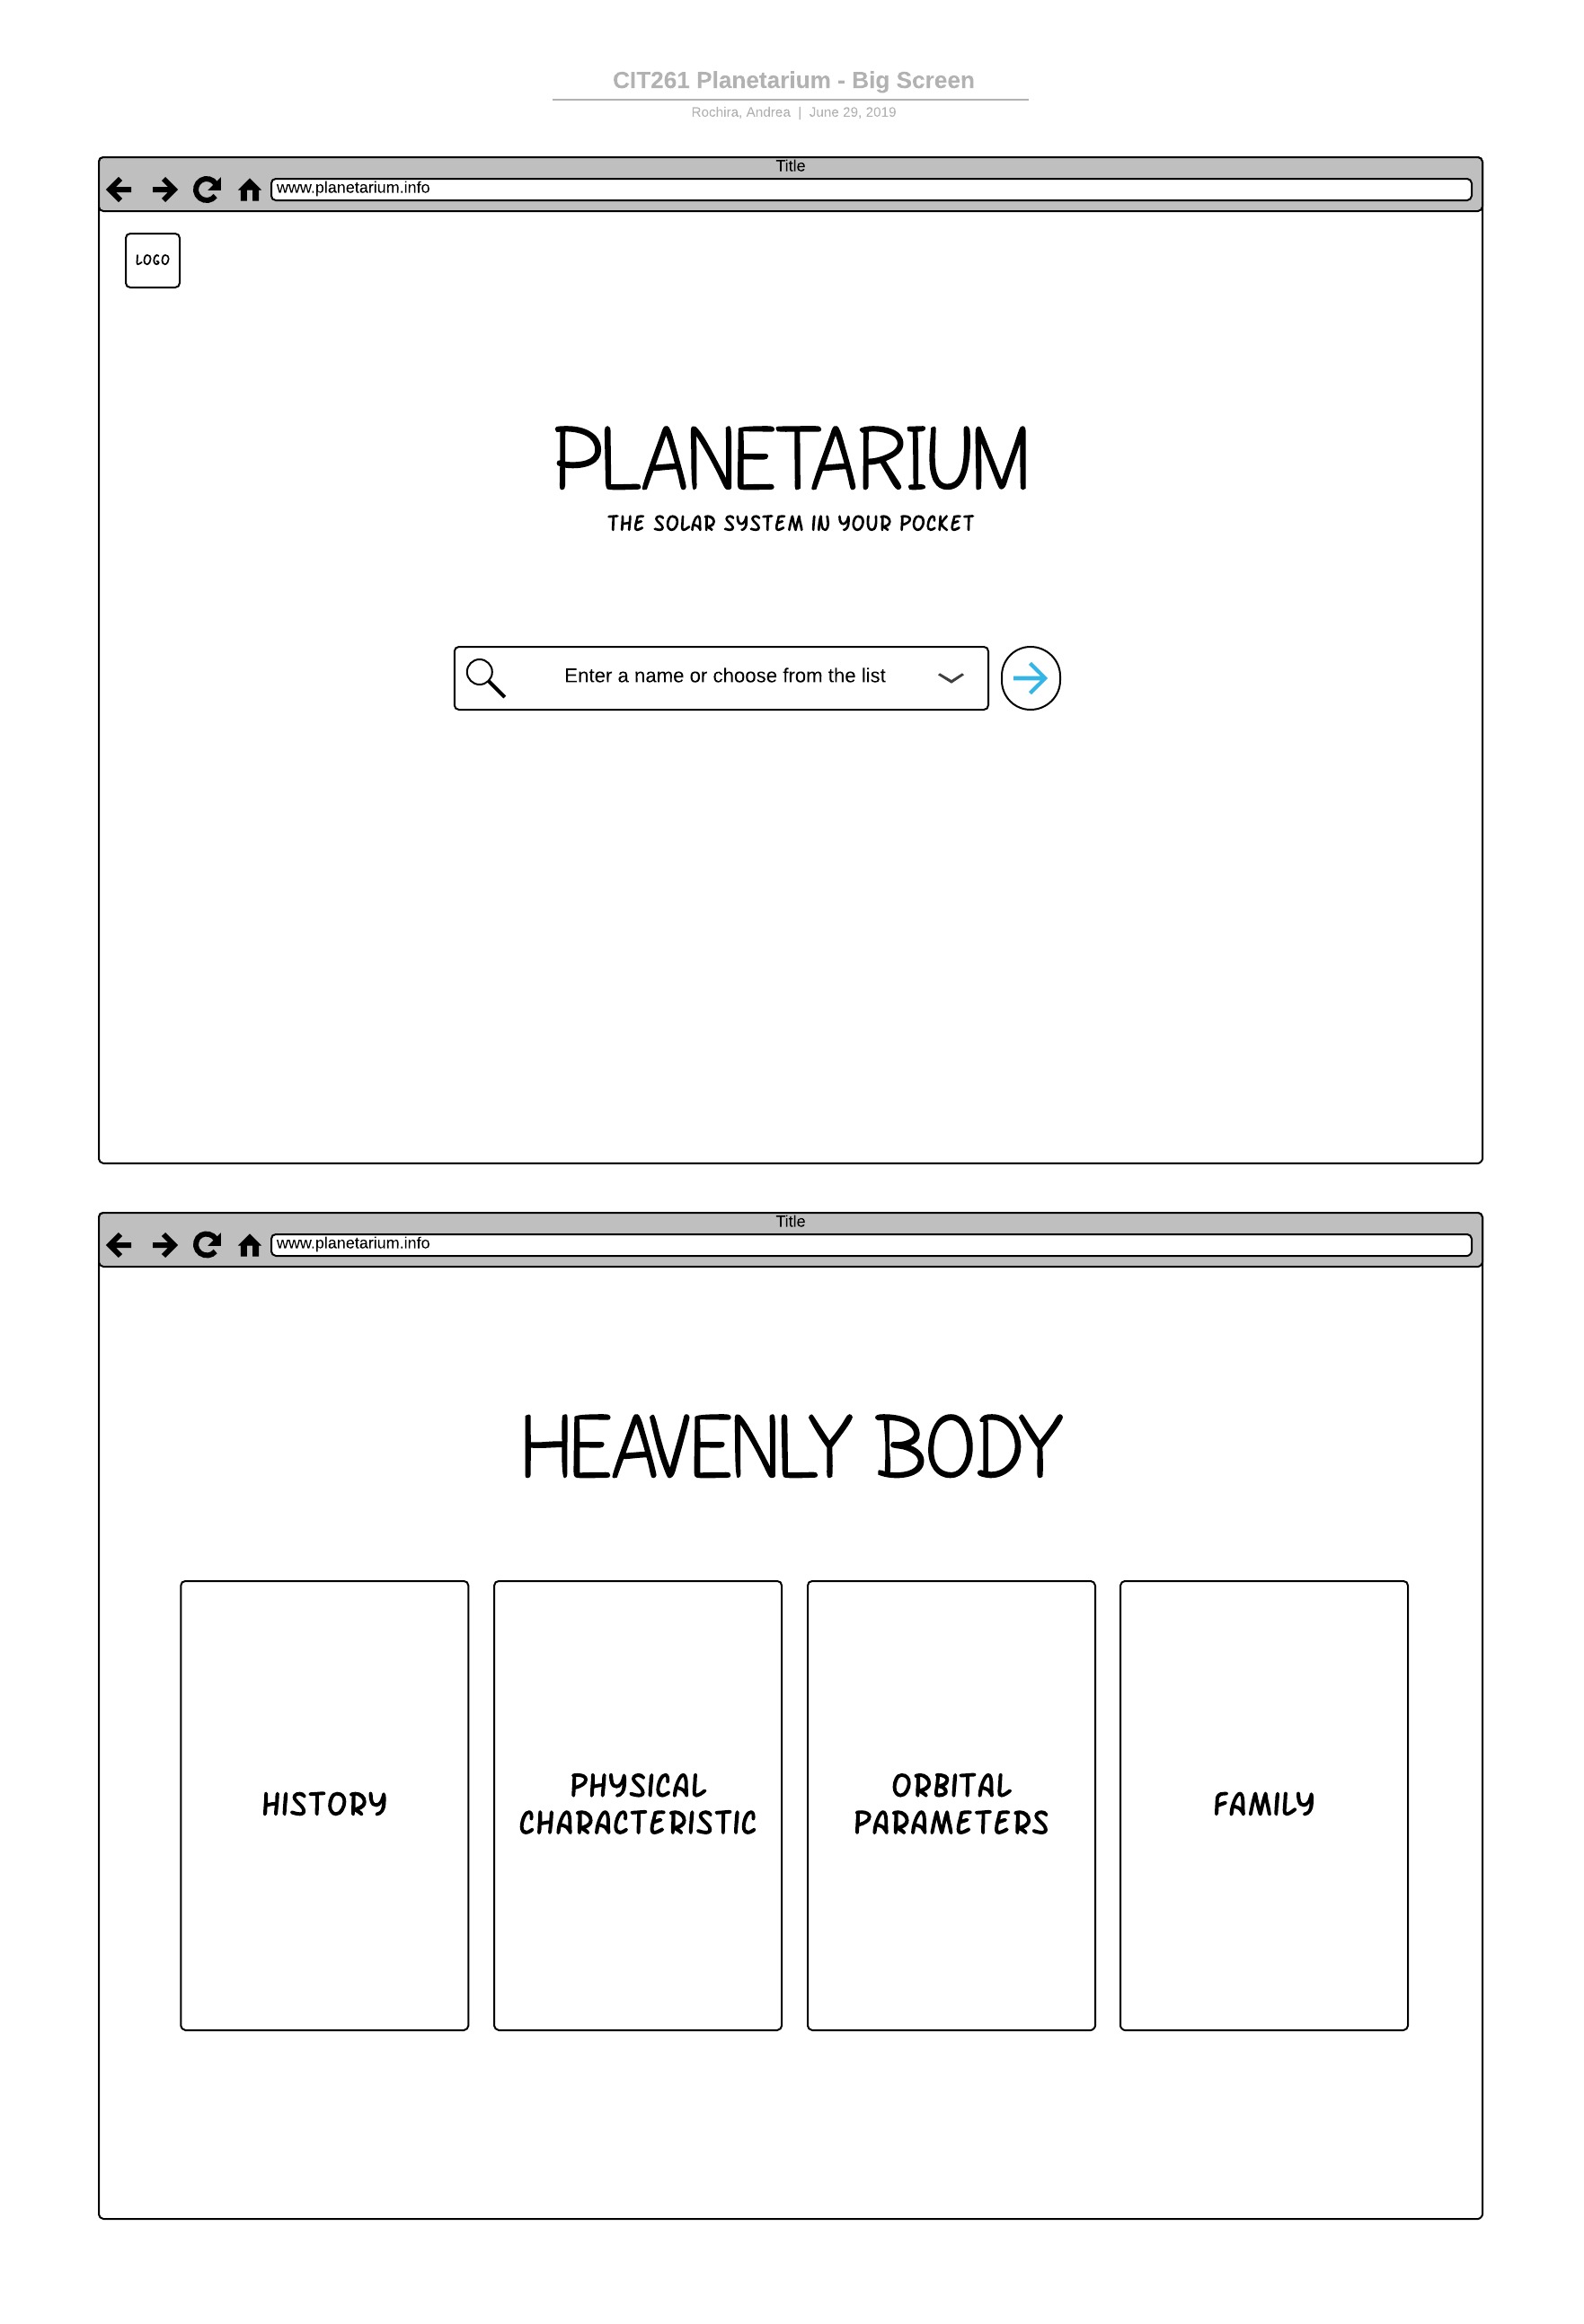 CIT261 Planetarium - Big Screen
Rochira, Andrea | June 29, 2019
Title
www.planetarium.info
LOGO
PLANETARIUM
THE SOLAR SYSTEM IN YOUR POCKET
Enter a name or choose from the list
Title
www.planetarium.info
HEAVENLY BODY
HISTORY
PHYSICAL
CHARACTERISTIC
ORBITAL
PARAMETERS
FAMILY